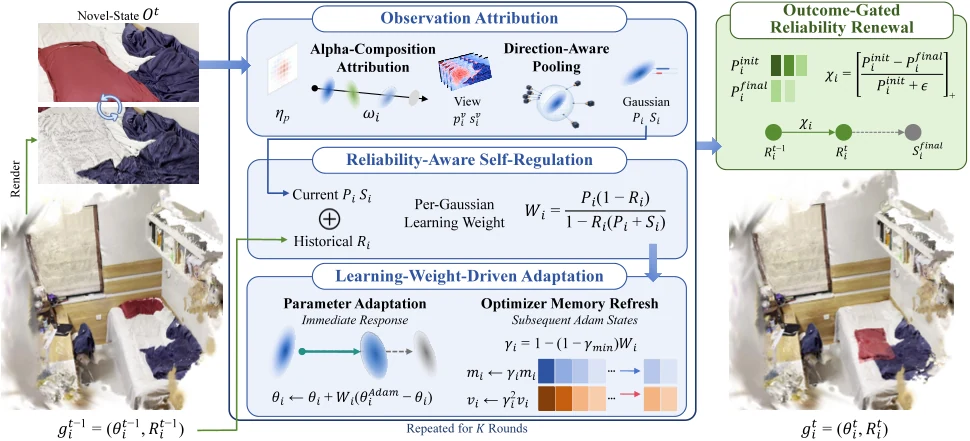 Novel-State O^t
Render
g_i^{t-1} = (θ_i^{t-1}, R_i^{t-1})
Observation Attribution
Alpha-Composition
Attribution
Direction-Aware
Pooling
η_p
ω_i
View
p_i^v s_i^v
Gaussian
P_i S_i
Reliability-Aware Self-Regulation
Current P_i S_i
⊕
Historical R_i
Per-Gaussian
Learning Weight
W_i = \frac{P_i(1 − R_i)}{1 − R_i(P_i + S_i)}
Learning-Weight-Driven Adaptation
Parameter Adaptation
Immediate Response
θ_i ← θ_i + W_i(θ_i^{Adam} − θ_i)
Optimizer Memory Refresh
Subsequent Adam States
γ_i = 1 − (1 − γ_{min})W_i
m_i ← γ_i m_i
...
v_i ← γ_i^2 v_i
...
Repeated for K Rounds
Outcome-Gated
Reliability Renewal
P_i^{init}
P_i^{final}
χ_i = [\frac{P_i^{init} − P_i^{final}}{P_i^{init} + ϵ}]_+
χ_i
R_i^{t-1} R_i^t S_i^{final}
g_i^t = (θ_i^t, R_i^t)